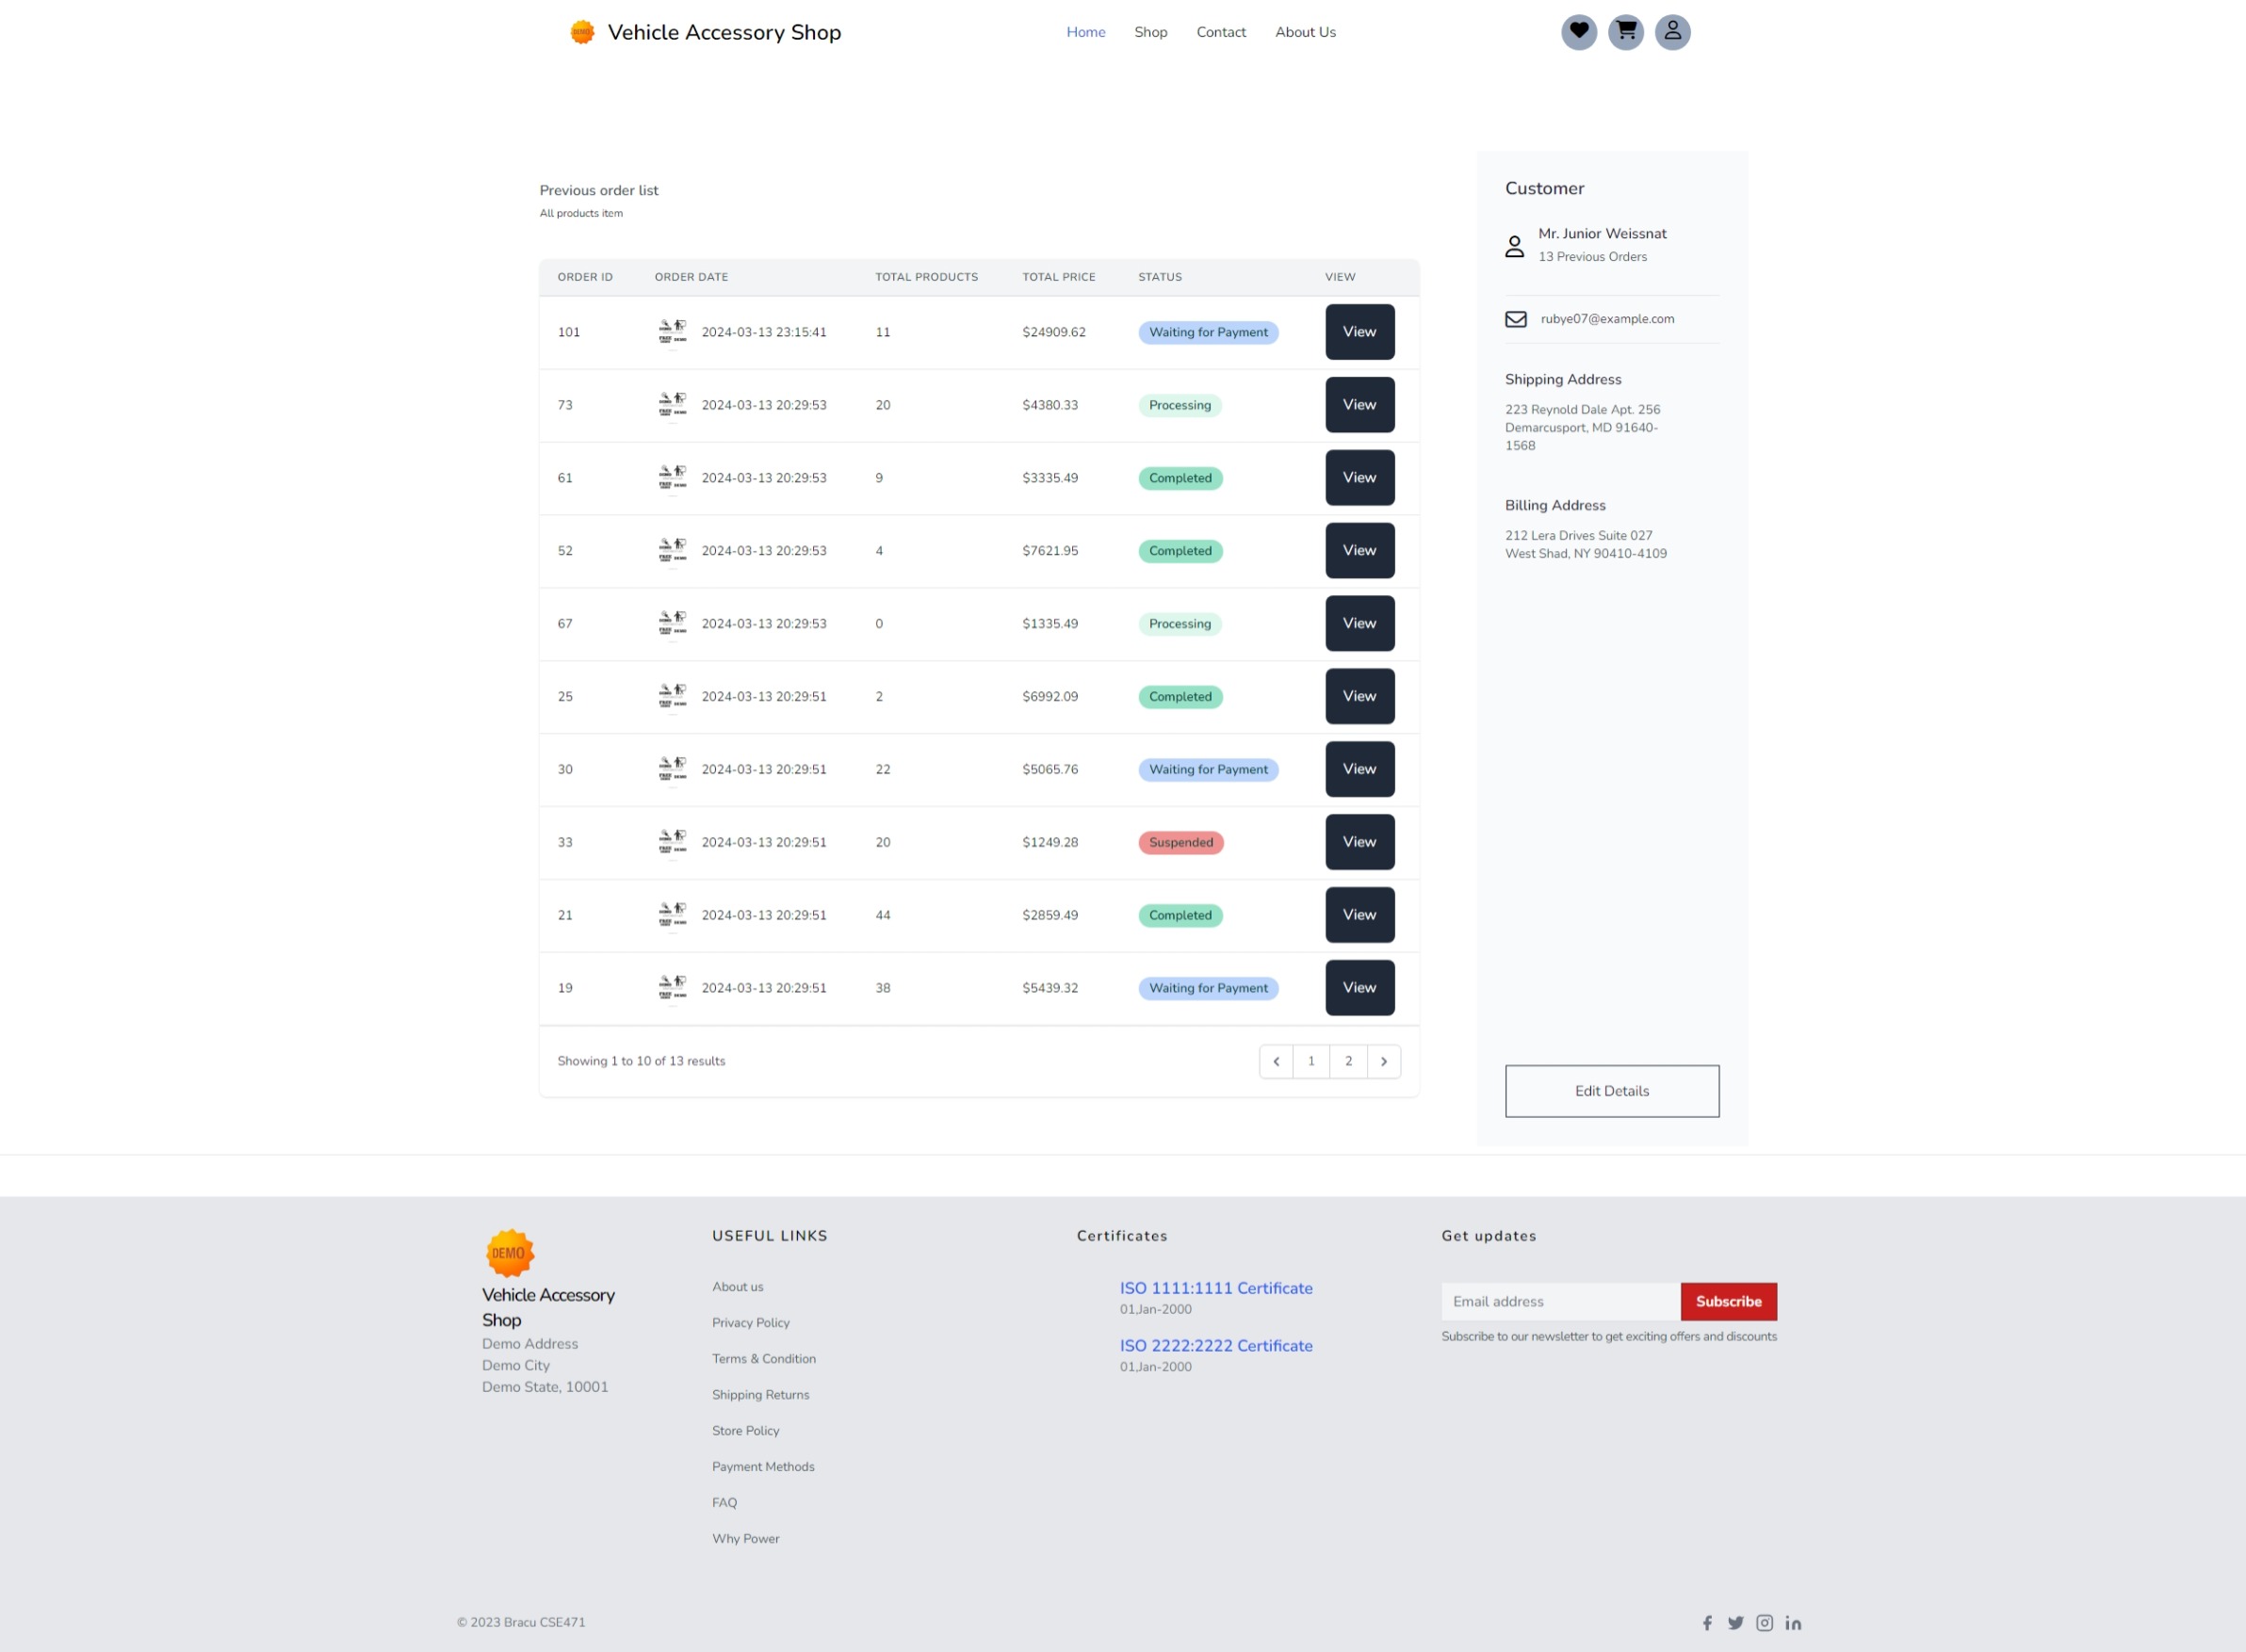 Vehicle Accessory Shop
Home Shop Contact About Us
Previous order list
All products item
ORDER ID ORDER DATE TOTAL PRODUCTS TOTAL PRICE STATUS VIEW
101 2024-03-13 23:15:41 11 $24909.62 Waiting for Payment View
73 2024-03-13 20:29:53 20 $4380.33 Processing View
61 2024-03-13 20:29:53 9 $3335.49 Completed View
52 2024-03-13 20:29:53 4 $7621.95 Completed View
67 2024-03-13 20:29:53 0 $1335.49 Processing View
25 2024-03-13 20:29:51 2 $6992.09 Completed View
30 2024-03-13 20:29:51 22 $5065.76 Waiting for Payment View
33 2024-03-13 20:29:51 20 $1249.28 Suspended View
21 2024-03-13 20:29:51 44 $2859.49 Completed View
19 2024-03-13 20:29:51 38 $5439.32 Waiting for Payment View
Showing 1 to 10 of 13 results
1 2
Customer
Mr. Junior Weissnat
13 Previous Orders
rubye07@example.com
Shipping Address
223 Reynold Dale Apt. 256
Demarcusport, MD 91640-
1568
Billing Address
212 Lera Drives Suite 027
West Shad, NY 90410-4109
Edit Details
DEMO
Vehicle Accessory
Shop
Demo Address
Demo City
Demo State, 10001
USEFUL LINKS
About us
Privacy Policy
Terms & Condition
Shipping Returns
Store Policy
Payment Methods
FAQ
Why Power
Certificates
ISO 1111:1111 Certificate
01,Jan-2000
ISO 2222:2222 Certificate
01,Jan-2000
Get updates
Email address
Subscribe
Subscribe to our newsletter to get exciting offers and discounts
© 2023 Bracu CSE471